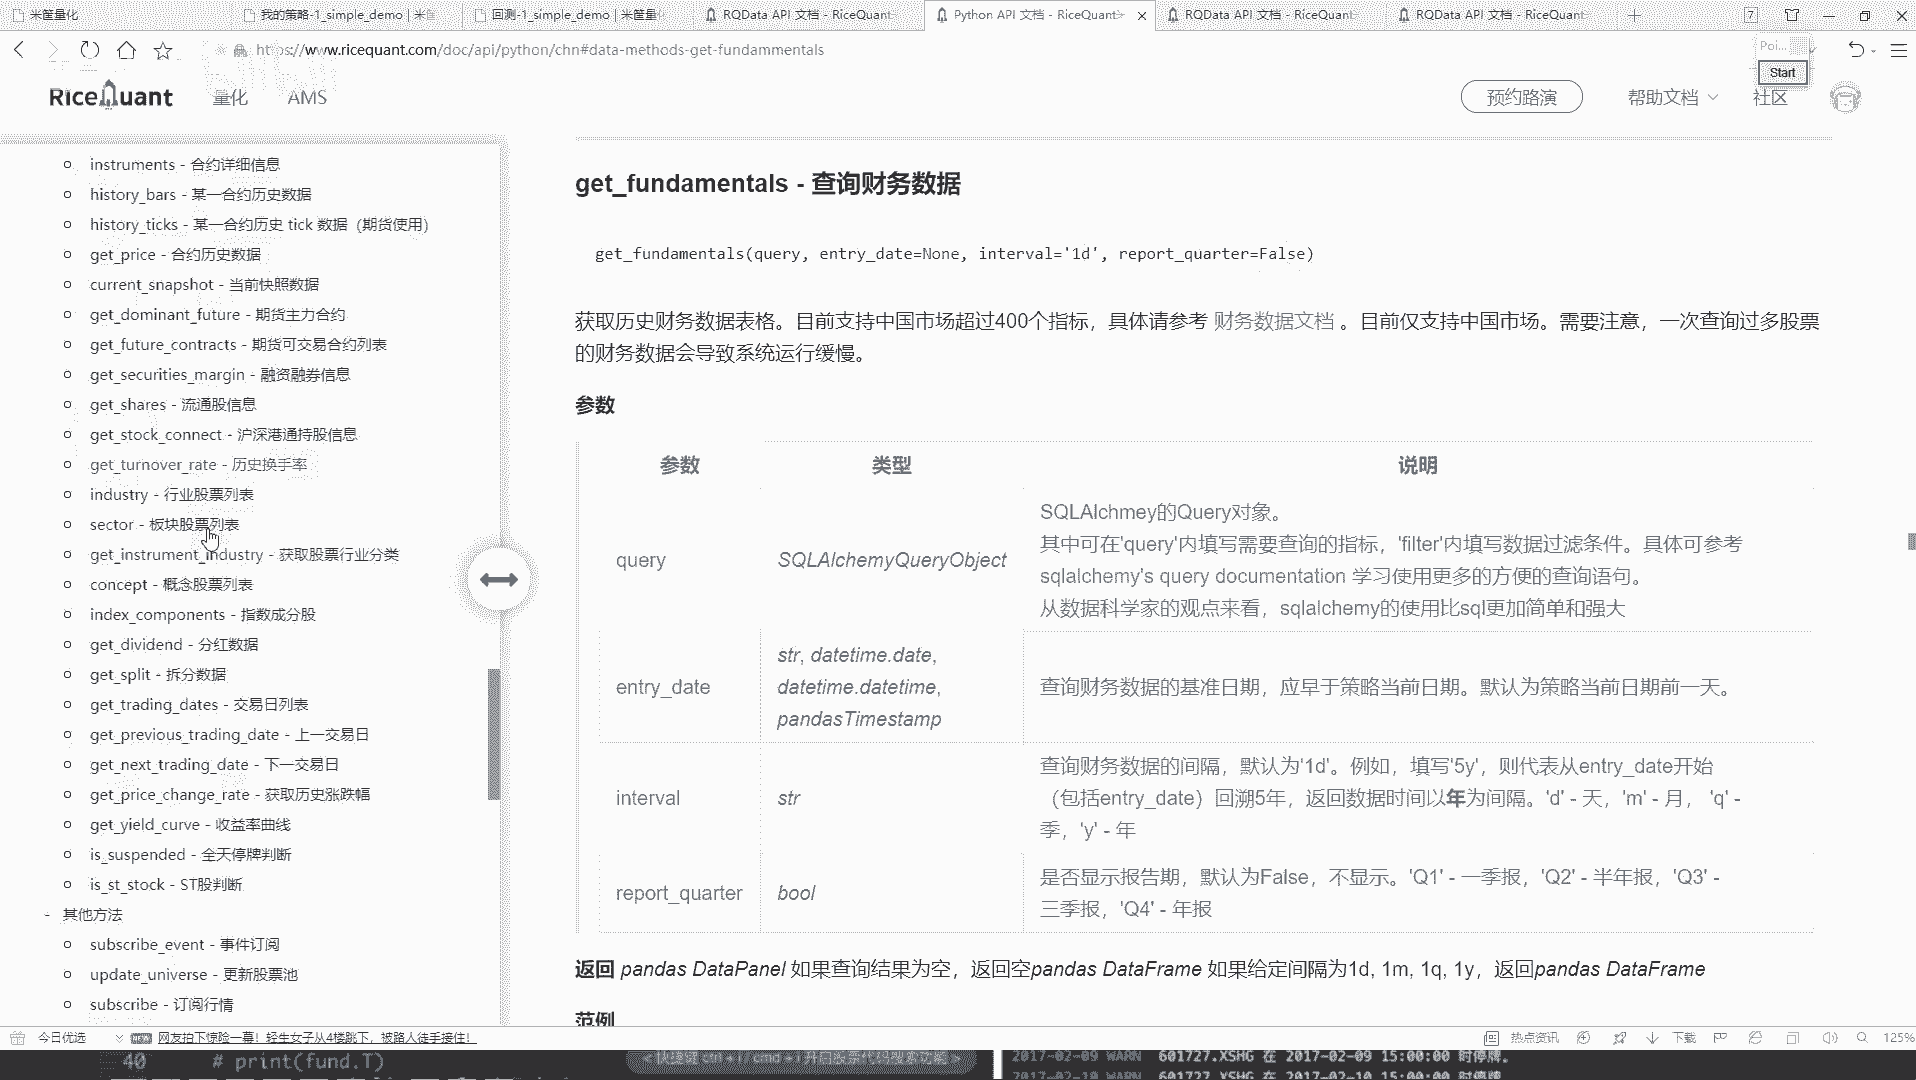 米筐量化
我的策略-1_simple_demo | 米筐
回测-1_simple_demo | 米筐量
RQData API 文档 - RiceQuant
Python API 文档 - RiceQuant
RQData API 文档 - RiceQuant
RQData API 文档 - RiceQuant
7
https://www.ricequant.com/doc/api/python/chn#data-methods-get-fundammentals
Poi...
Start
RiceQuant
量化
AMS
预约路演
帮助文档
社区
instruments - 合约详细信息
history_bars - 某一合约历史数据
history_ticks - 某一合约历史 tick 数据（期货使用）
get_price - 合约历史数据
current_snapshot - 当前快照数据
get_dominant_future - 期货主力合约
get_future_contracts - 期货可交易合约列表
get_securities_margin - 融资融券信息
get_shares - 流通股信息
get_stock_connect - 沪深港通持股信息
get_turnover_rate - 历史换手率
industry - 行业股票列表
sector - 板块股票列表
get_instrument_industry - 获取股票行业分类
concept - 概念股票列表
index_components - 指数成分股
get_dividend - 分红数据
get_split - 拆分数据
get_trading_dates - 交易日列表
get_previous_trading_date - 上一交易日
get_next_trading_date - 下一交易日
get_price_change_rate - 获取历史涨跌幅
get_yield_curve - 收益率曲线
is_suspended - 全天停牌判断
is_st_stock - ST股判断
- 其他方法
subscribe_event - 事件订阅
update_universe - 更新股票池
subscribe - 订阅行情
get_fundamentals - 查询财务数据
get_fundamentals(query, entry_date=None, interval='1d', report_quarter=False)
获取历史财务数据表格。目前支持中国市场超过400个指标，具体请参考 财务数据文档 。目前仅支持中国市场。需要注意，一次查询过多股票
的财务数据会导致系统运行缓慢。
参数
参数 类型 说明
query SQLAlchemyQueryObject
SQLAlchmey的Query对象。
其中可在'query'内填写需要查询的指标，'filter'内填写数据过滤条件。具体可参考
sqlalchemy's query documentation 学习使用更多的方便的查询语句。
从数据科学家的观点来看，sqlalchemy的使用比sql更加简单和强大
entry_date
str, datetime.date,
datetime.datetime,
pandasTimestamp
查询财务数据的基准日期，应早于策略当前日期。默认为策略当前日期前一天。
interval str
查询财务数据的间隔，默认为'1d'。例如，填写'5y'，则代表从entry_date开始
（包括entry_date）回溯5年，返回数据时间以年为间隔。'd' - 天，'m' - 月， 'q' -
季，'y' - 年
report_quarter bool
是否显示报告期，默认为False，不显示。'Q1' - 一季报，'Q2' - 半年报，'Q3' -
三季报，'Q4' - 年报
返回 pandas DataPanel 如果查询结果为空，返回空pandas DataFrame 如果给定间隔为1d, 1m, 1q, 1y，返回pandas DataFrame
范例
今日优选
网友拍下惊险一幕！轻生女子从4楼跳下，被路人徒手接住！
热点资讯
下载
125%
40 # print(fund.T)
<快捷键 ctrl + i / cmd + i 开启股票代码搜索功能 >
2017-02-09 WARN 601727.XSHG 在 2017-02-09 15:00:00 时停牌。
2017-02-10 WARN 601727.XSHG 在 2017-02-10 15:00:00 时停牌。